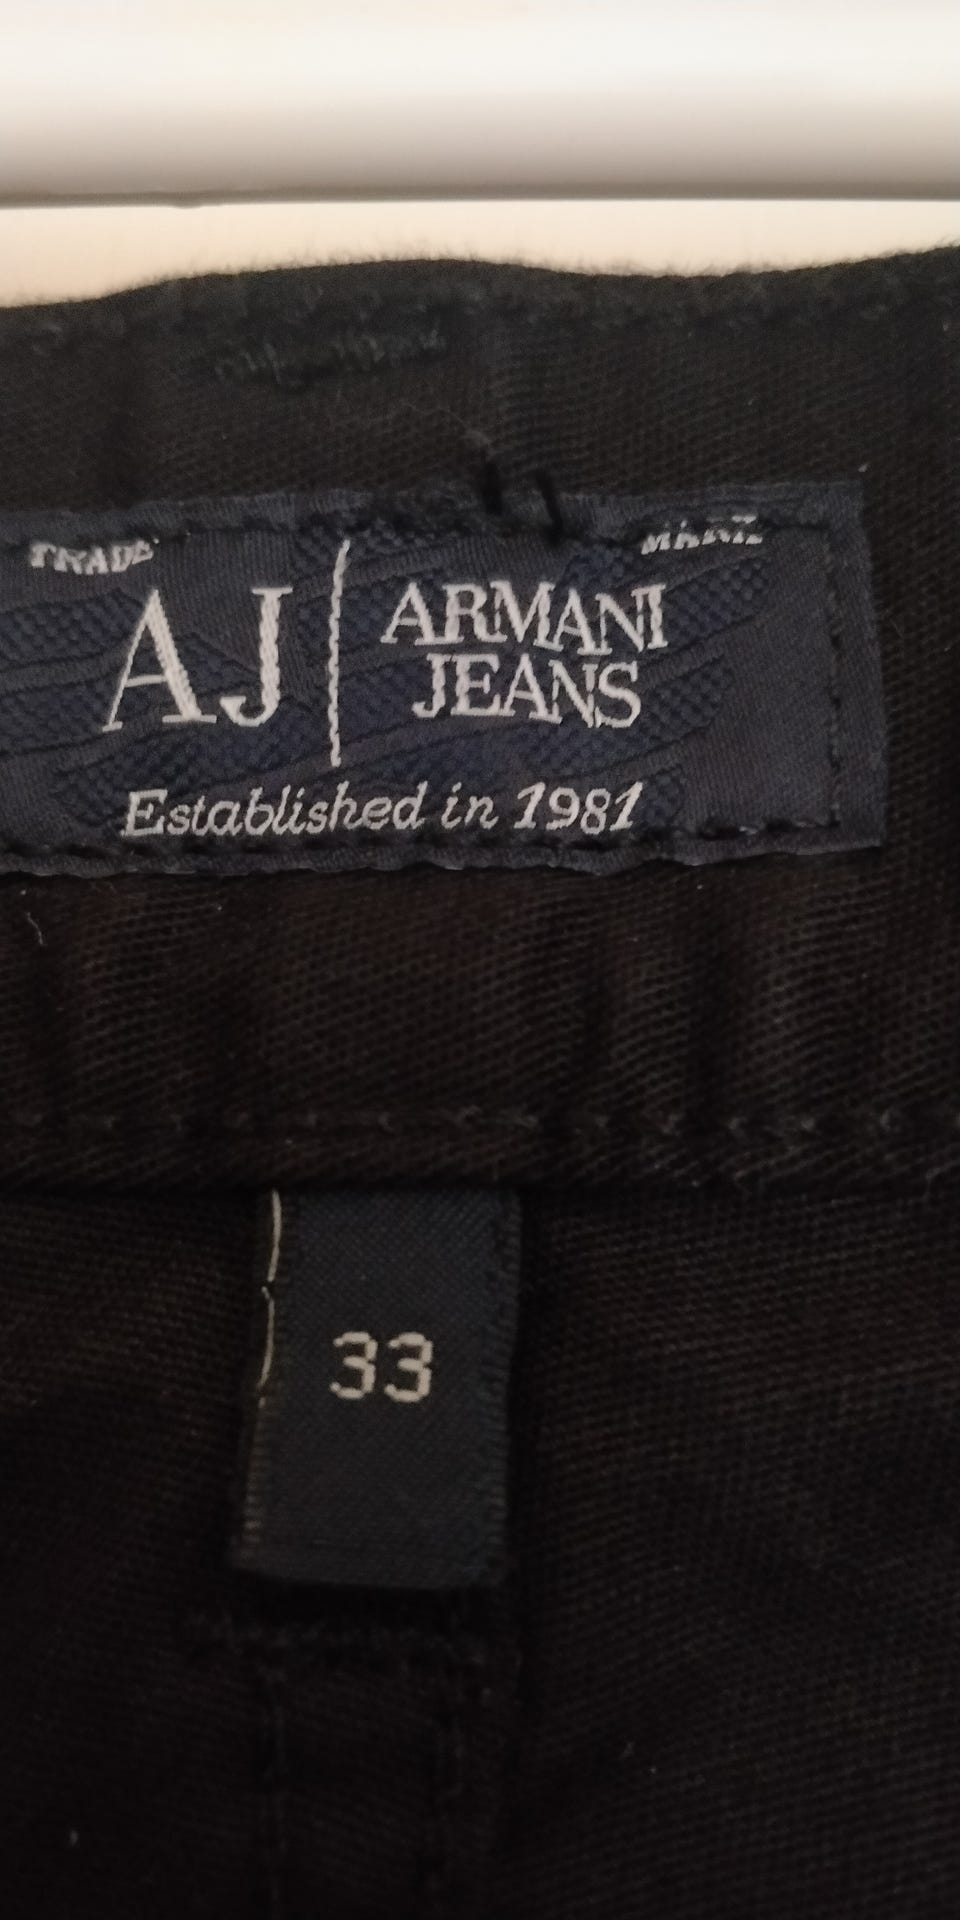 TRADE MARK
AJ ARMANI
JEANS
Established in 1981
33